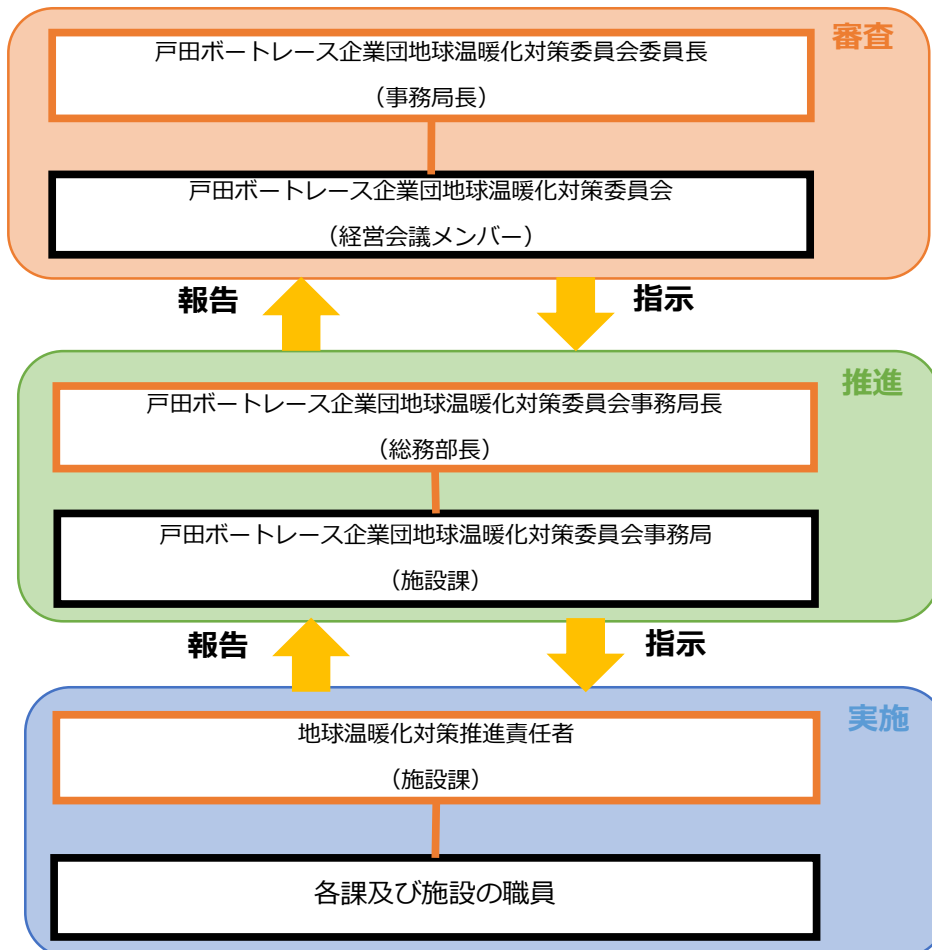 審査
戸田ボートレース企業団地球温暖化対策委員会委員長
（事務局長）
戸田ボートレース企業団地球温暖化対策委員会
（経営会議メンバー）
報告
指示
推進
戸田ボートレース企業団地球温暖化対策委員会事務局長
（総務部長）
戸田ボートレース企業団地球温暖化対策委員会事務局
（施設課）
報告
指示
実施
地球温暖化対策推進責任者
（施設課）
各課及び施設の職員